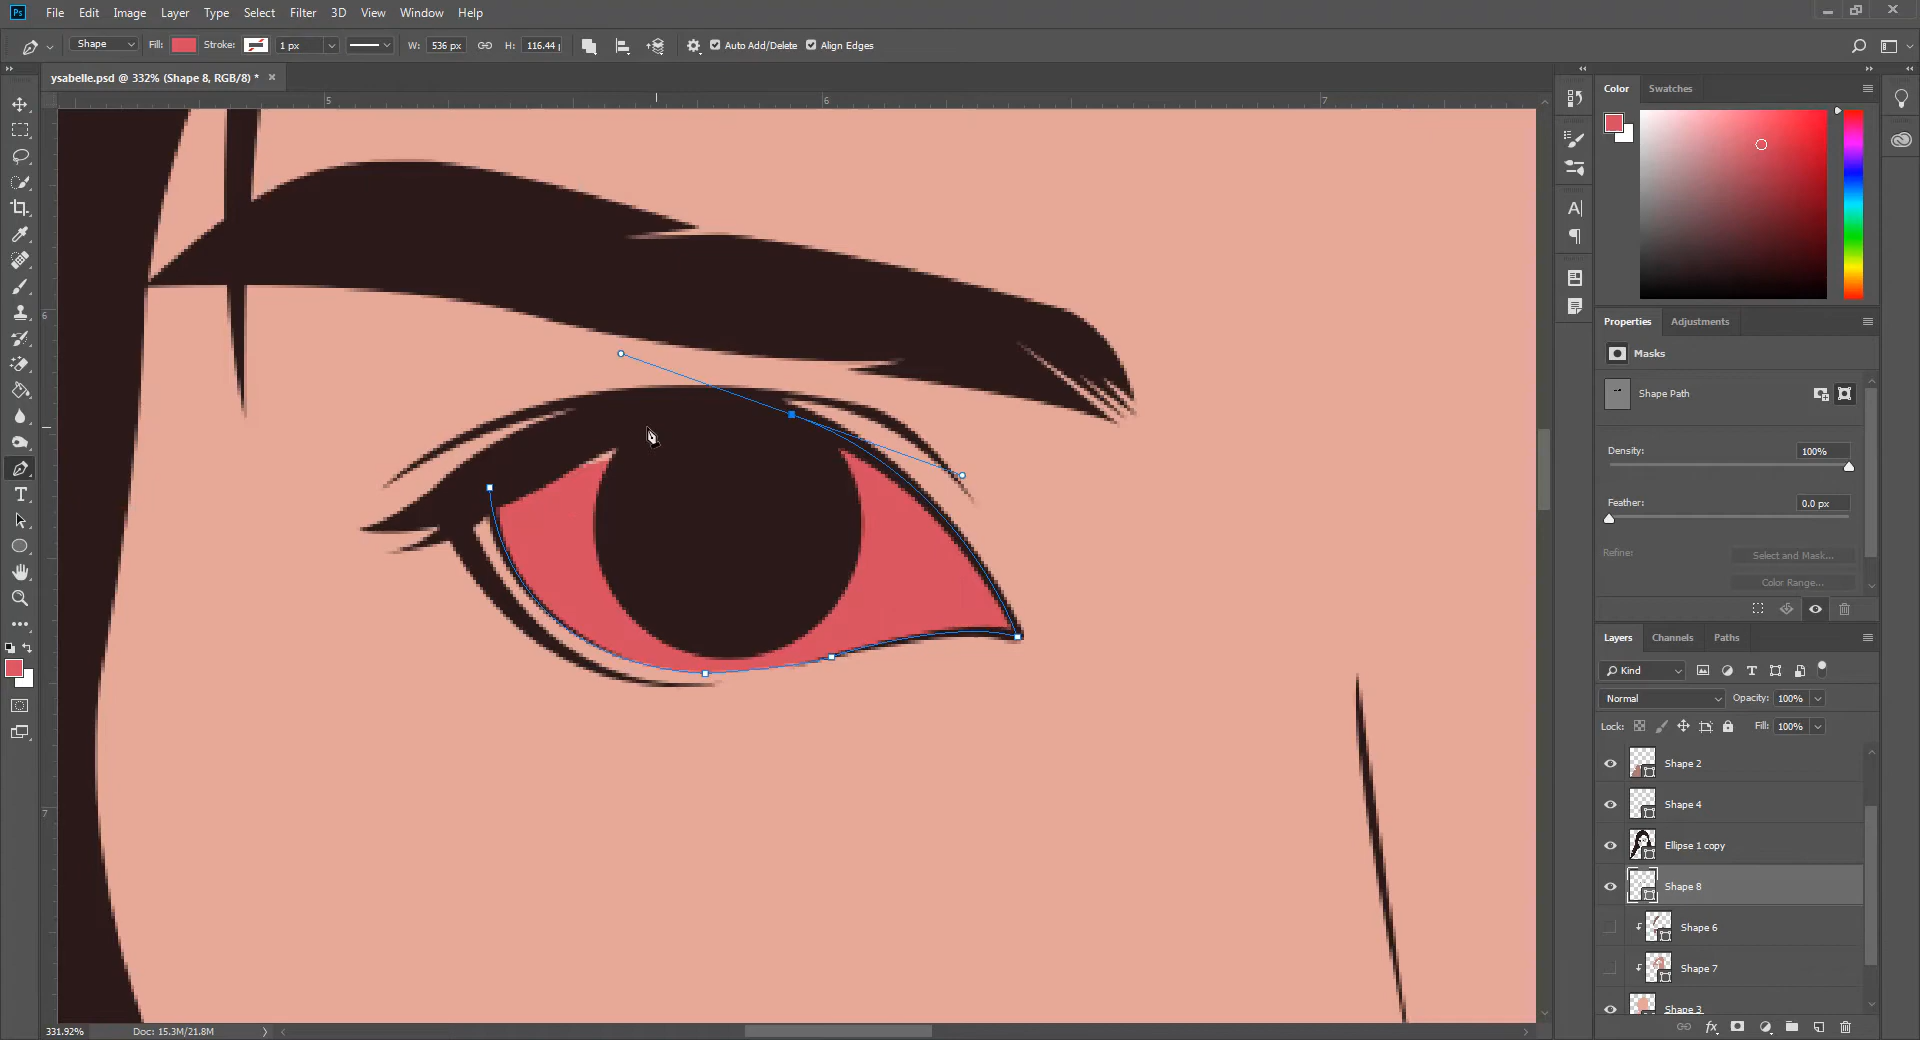 Ps File Edit Image Layer Type Select Filter 3D View Window Help
Shape Fill: Stroke: 1 px W: 536 px H: 116.44 Auto Add/Delete Align Edges
ysabelle.psd @ 332% (Shape 8, RGB/8) *
5 6 7
6
7
Color Swatches
Properties Adjustments
Masks
Shape Path
Density: 100%
Feather: 0.0 px
Refine: Select and Mask...
Color Range...
Layers Channels Paths
Kind
Normal Opacity: 100%
Lock: Fill: 100%
Shape 2
Shape 4
Ellipse 1 copy
Shape 8
Shape 6
Shape 7
Shape 3
331.92% Doc: 15.3M/21.8M